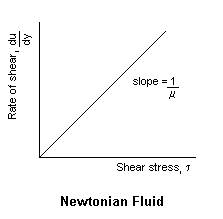 Rate of shear, du/dy
slope = 1/μ
Shear stress, τ
Newtonian Fluid